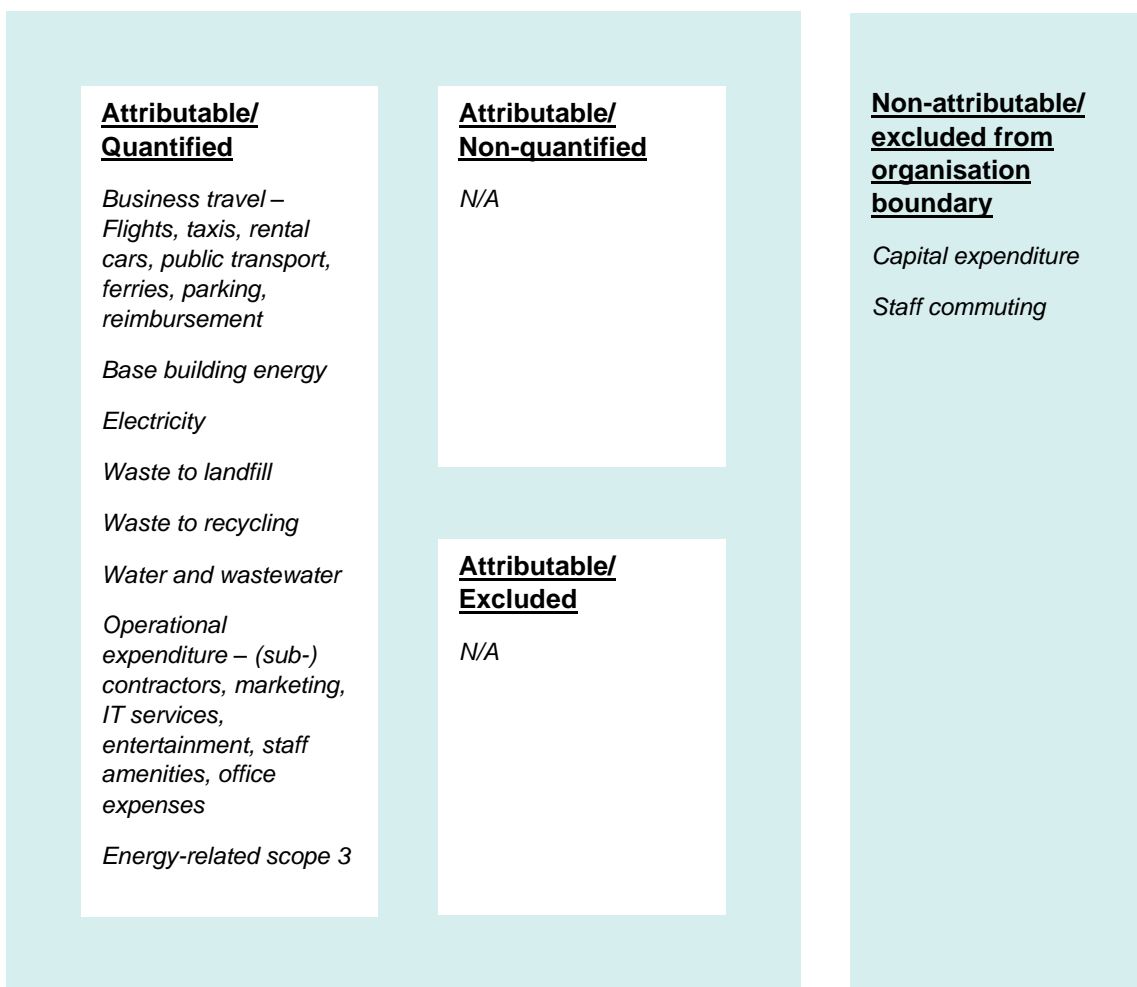 Attributable/
Quantified
Business travel –
Flights, taxis, rental
cars, public transport,
ferries, parking,
reimbursement
Base building energy
Electricity
Waste to landfill
Waste to recycling
Water and wastewater
Operational
expenditure – (sub-)
contractors, marketing,
IT services,
entertainment, staff
amenities, office
expenses
Energy-related scope 3
Attributable/
Non-quantified
N/A
Attributable/
Excluded
N/A
Non-attributable/
excluded from
organisation
boundary
Capital expenditure
Staff commuting